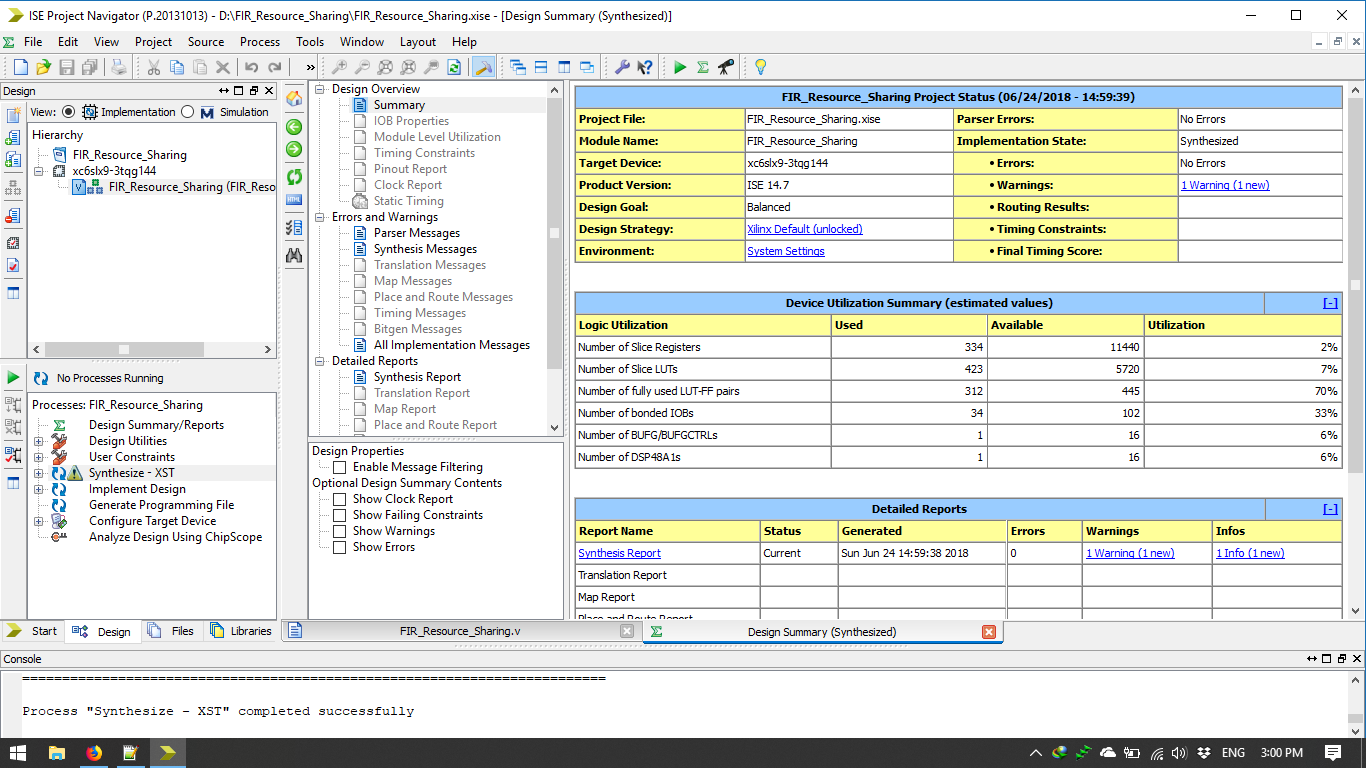 ISE Project Navigator (P.20131013) - D:\FIR_Resource_Sharing\FIR_Resource_Sharing.xise - [Design Summary (Synthesized)]
File Edit View Project Source Process Tools Window Layout Help
»
Design
View: Implementation Simulation
Hierarchy
FIR_Resource_Sharing
xc6slx9-3tqg144
FIR_Resource_Sharing (FIR_Reso
No Processes Running
Processes: FIR_Resource_Sharing
Design Summary/Reports
Design Utilities
User Constraints
Synthesize - XST
Implement Design
Generate Programming File
Configure Target Device
Analyze Design Using ChipScope
Start Design Files Libraries
Design Overview
Summary
IOB Properties
Module Level Utilization
Timing Constraints
Pinout Report
Clock Report
Static Timing
Errors and Warnings
Parser Messages
Synthesis Messages
Translation Messages
Map Messages
Place and Route Messages
Timing Messages
Bitgen Messages
All Implementation Messages
Detailed Reports
Synthesis Report
Translation Report
Map Report
Place and Route Report
Design Properties
Enable Message Filtering
Optional Design Summary Contents
Show Clock Report
Show Failing Constraints
Show Warnings
Show Errors
FIR_Resource_Sharing Project Status (06/24/2018 - 14:59:39)
Project File: FIR_Resource_Sharing.xise Parser Errors: No Errors
Module Name: FIR_Resource_Sharing Implementation State: Synthesized
Target Device: xc6slx9-3tqg144 • Errors: No Errors
Product Version: ISE 14.7 • Warnings: 1 Warning (1 new)
Design Goal: Balanced • Routing Results:
Design Strategy: Xilinx Default (unlocked) • Timing Constraints:
Environment: System Settings • Final Timing Score:
Device Utilization Summary (estimated values) [-]
Logic Utilization Used Available Utilization
Number of Slice Registers 334 11440 2%
Number of Slice LUTs 423 5720 7%
Number of fully used LUT-FF pairs 312 445 70%
Number of bonded IOBs 34 102 33%
Number of BUFG/BUFGCTRLs 1 16 6%
Number of DSP48A1s 1 16 6%
Detailed Reports [-]
Report Name Status Generated Errors Warnings Infos
Synthesis Report Current Sun Jun 24 14:59:38 2018 0 1 Warning (1 new) 1 Info (1 new)
Translation Report
Map Report
Place and Route Report
FIR_Resource_Sharing.v Design Summary (Synthesized)
Console
=========================================================================
Process "Synthesize - XST" completed successfully
ENG 3:00 PM